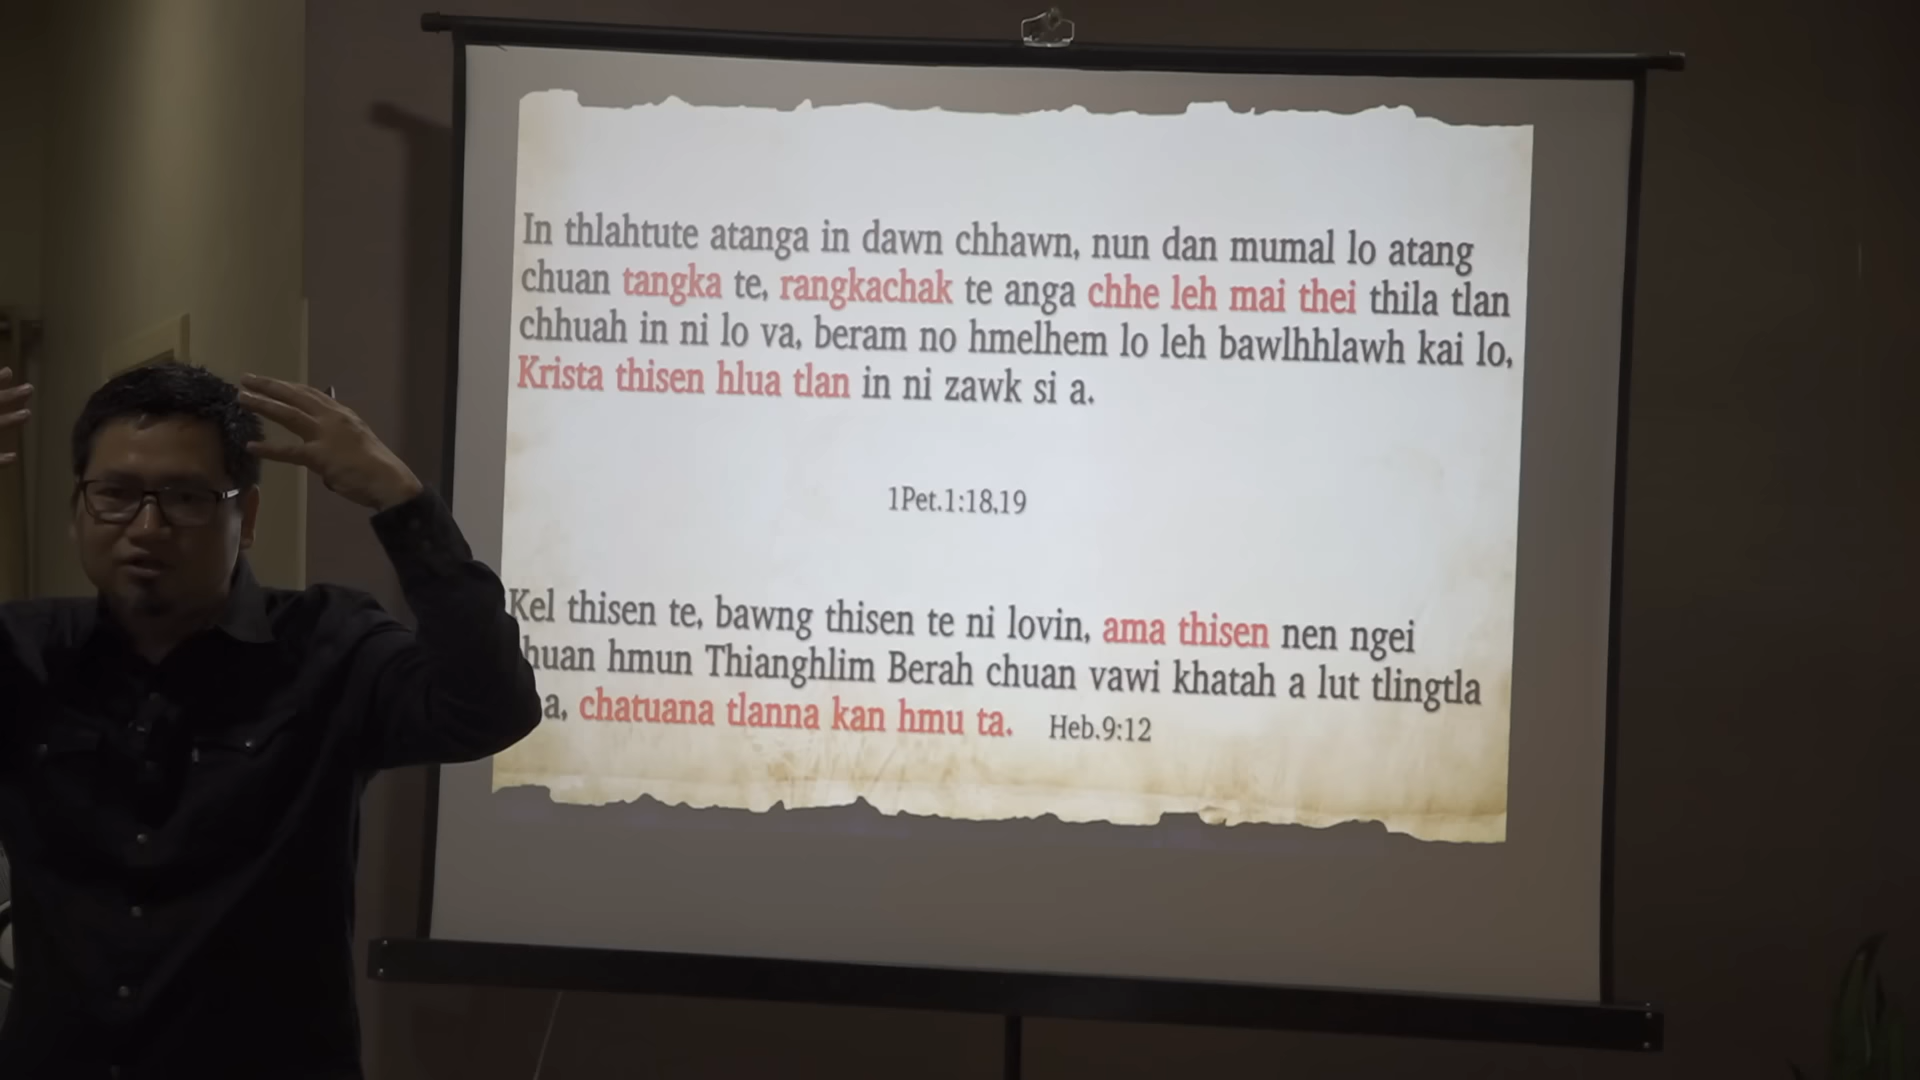 In thlahtute atanga in dawn chhawn, nun dan mumal lo atang
chuan tangka te, rangkachak te anga chhe leh mai thei thila tlan
chhuah in ni lo va, beram no hmelhem lo leh bawlhhlawh kai lo,
Krista thisen hlua tlan in ni zawk si a.
1Pet.1:18,19
Kel thisen te, bawng thisen te ni lovin, ama thisen nen ngei
huan hmun Thianghlim Berah chuan vawi khatah a lut tlingtla
a, chatuana tlanna kan hmu ta. Heb.9:12